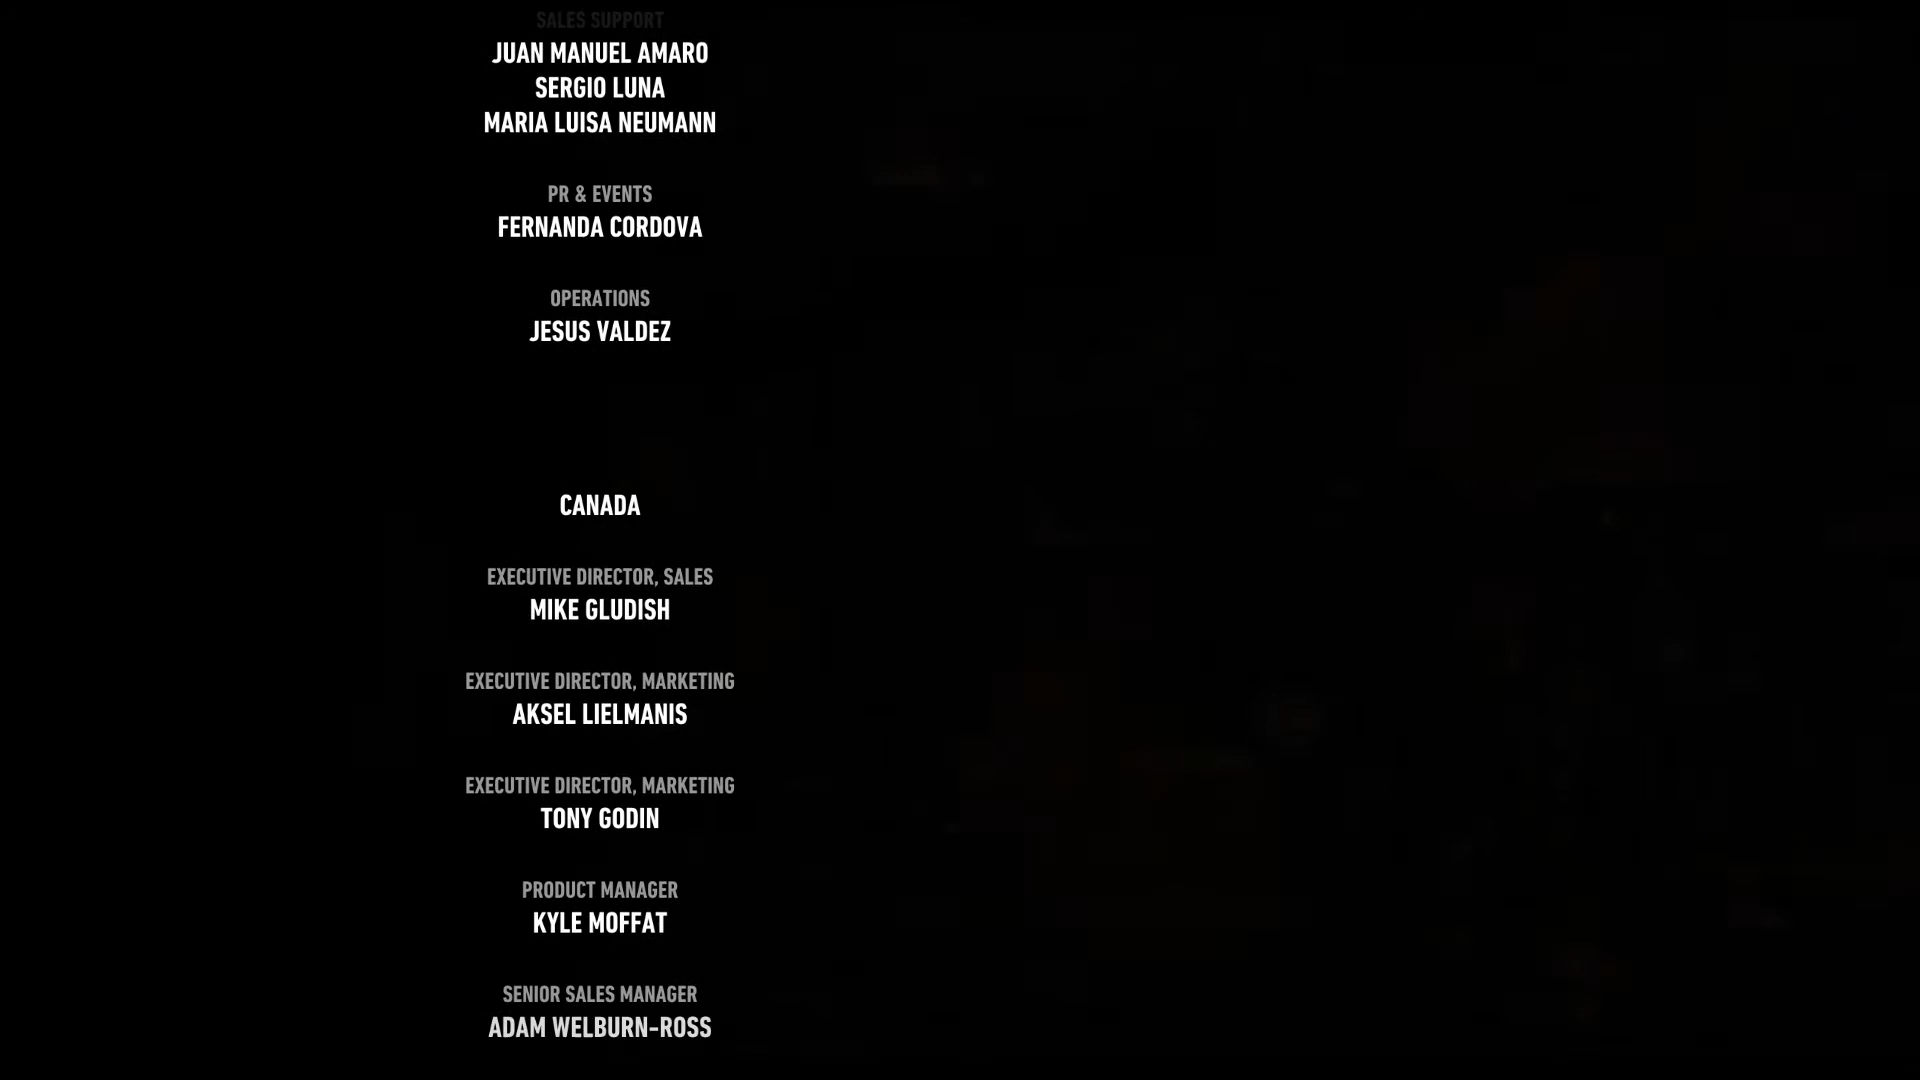 SALES SUPPORT
JUAN MANUEL AMARO
SERGIO LUNA
MARIA LUISA NEUMANN
PR & EVENTS
FERNANDA CORDOVA
OPERATIONS
JESUS VALDEZ
CANADA
EXECUTIVE DIRECTOR, SALES
MIKE GLUDISH
EXECUTIVE DIRECTOR, MARKETING
AKSEL LIELMANIS
EXECUTIVE DIRECTOR, MARKETING
TONY GODIN
PRODUCT MANAGER
KYLE MOFFAT
SENIOR SALES MANAGER
ADAM WELBURN-ROSS